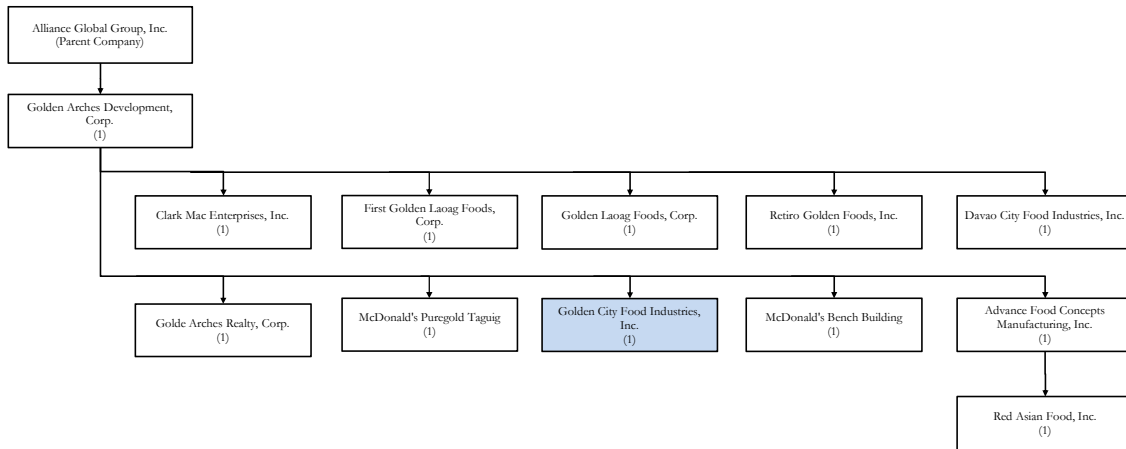 Alliance Global Group, Inc.
(Parent Company)
Golden Arches Development,
Corp.
(1)
Clark Mac Enterprises, Inc.
(1)
First Golden Laoag Foods,
Corp.
(1)
Golden Laoag Foods, Corp.
(1)
Retiro Golden Foods, Inc.
(1)
Davao City Food Industries, Inc.
(1)
Golde Arches Realty, Corp.
(1)
McDonald's Puregold Taguig
(1)
Golden City Food Industries,
Inc.
(1)
McDonald's Bench Building
(1)
Advance Food Concepts
Manufacturing, Inc.
(1)
Red Asian Food, Inc.
(1)